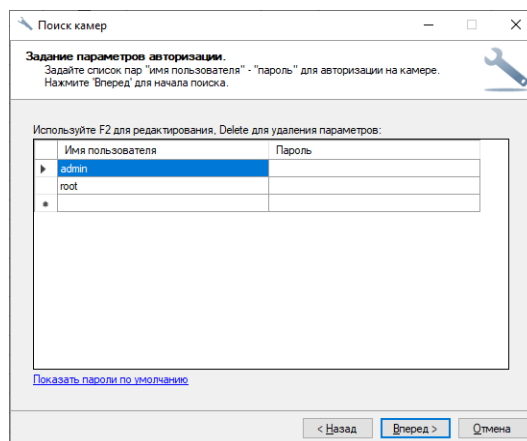 Поиск камер
Задание параметров авторизации.
Задайте список пар "имя пользователя" - "пароль" для авторизации на камере.
Нажмите 'Вперед' для начала поиска.
Используйте F2 для редактирования, Delete для удаления параметров:
Имя пользователя Пароль
admin
root
Показать пароли по умолчанию
< Назад Вперед > Отмена